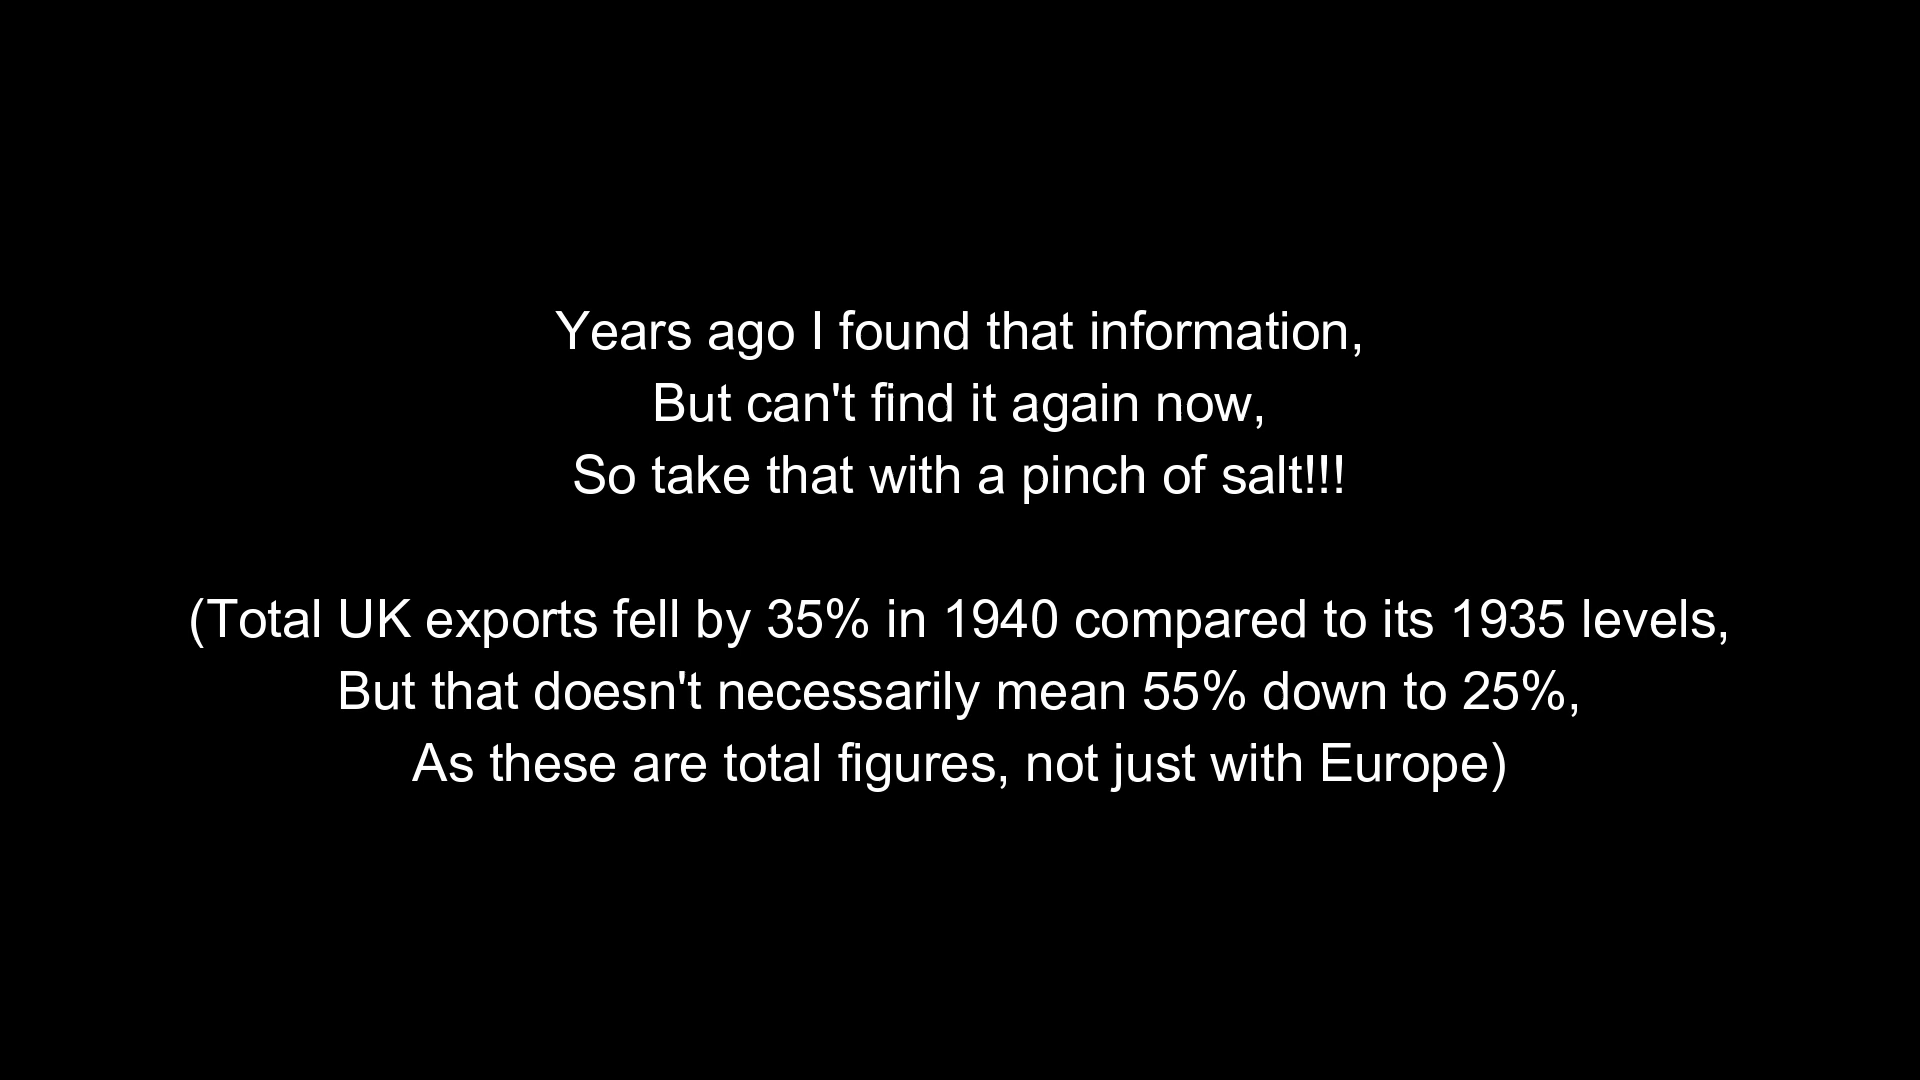 Years ago I found that information,
But can't find it again now,
So take that with a pinch of salt!!!
(Total UK exports fell by 35% in 1940 compared to its 1935 levels,
But that doesn't necessarily mean 55% down to 25%,
As these are total figures, not just with Europe)